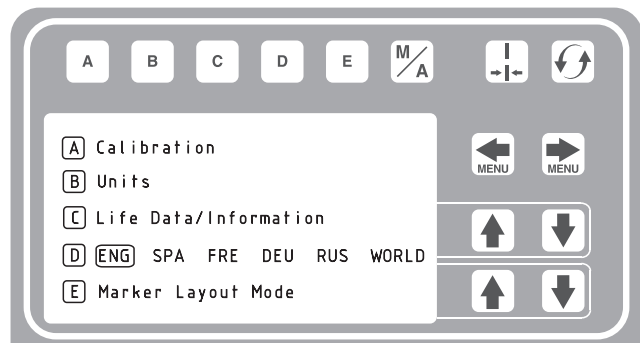 A B C D E M/A
MENU MENU
A Calibration
B Units
C Life Data/Information
D ENG SPA FRE DEU RUS WORLD
E Marker Layout Mode